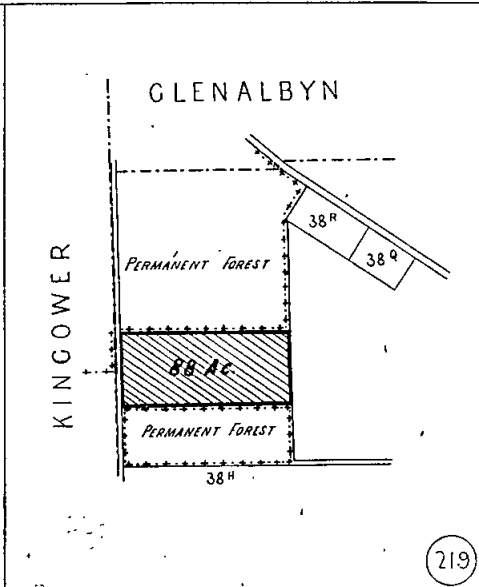 GLENALBYN
38R
38Q
PERMANENT FOREST
KINGOWER
88 Ac.
PERMANENT FOREST
38H
219